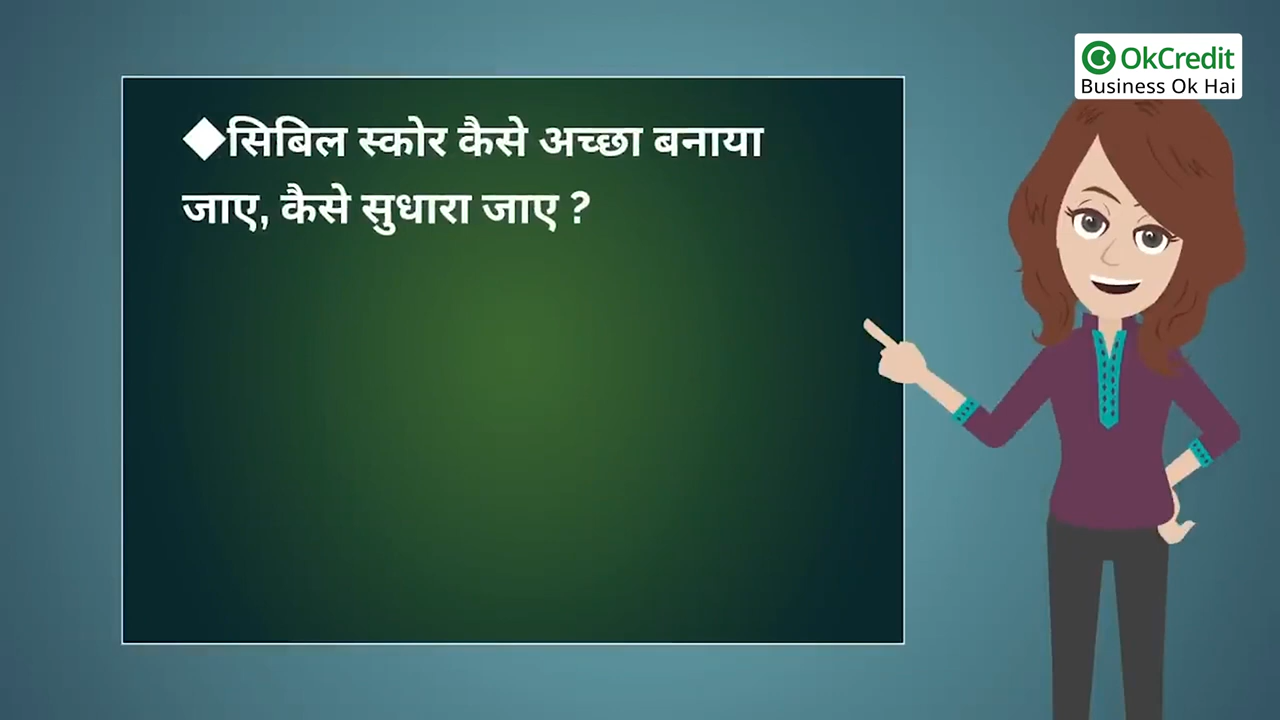 OkCredit
Business Ok Hai
◆सिबिल स्कोर कैसे अच्छा बनाया
जाए, कैसे सुधारा जाए ?